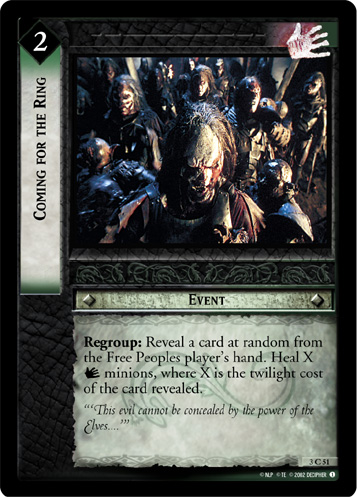 2
COMING FOR THE RING
EVENT
Regroup: Reveal a card at random from
the Free Peoples player's hand. Heal X
minions, where X is the twilight cost
of the card revealed.
"'This evil cannot be concealed by the power of the
Elves....'"
3 C 51
© NLP ©TE © 2002 DECIPHER